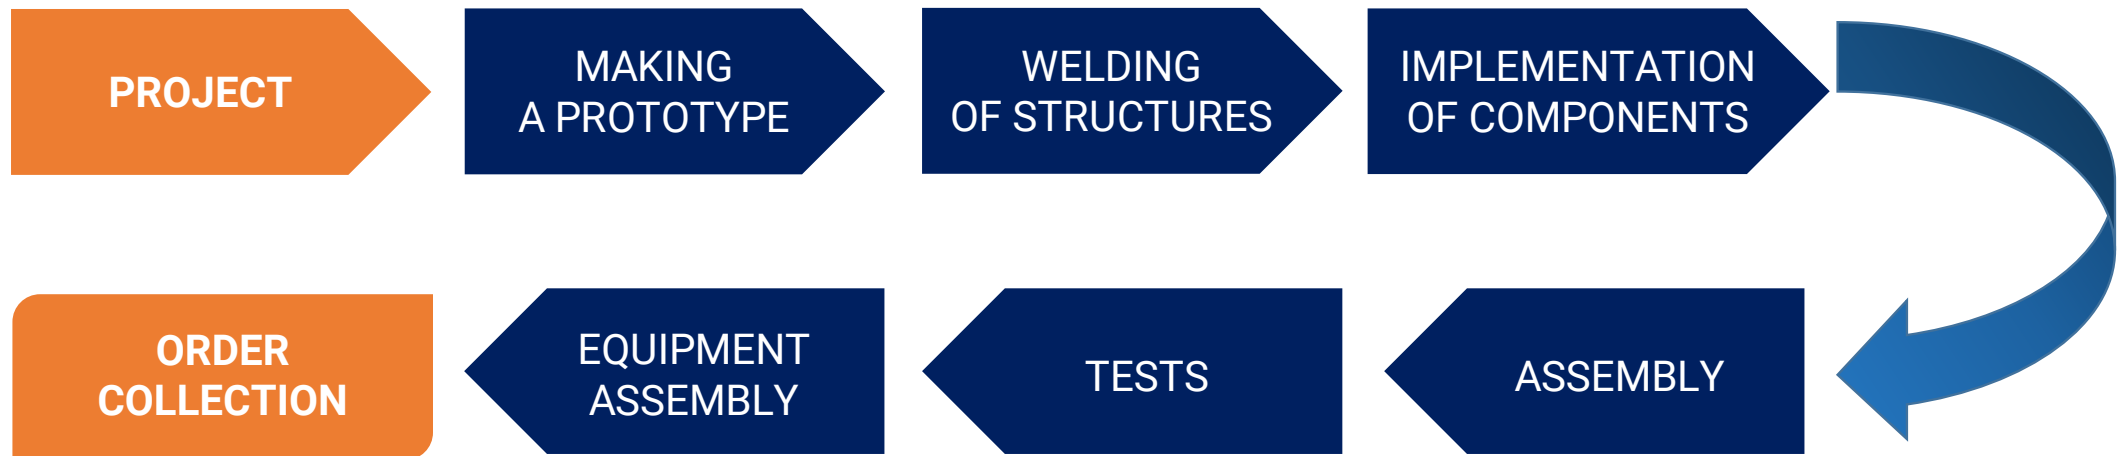 PROJECT
MAKING
A PROTOTYPE
WELDING
OF STRUCTURES
IMPLEMENTATION
OF COMPONENTS
ASSEMBLY
TESTS
EQUIPMENT
ASSEMBLY
ORDER
COLLECTION